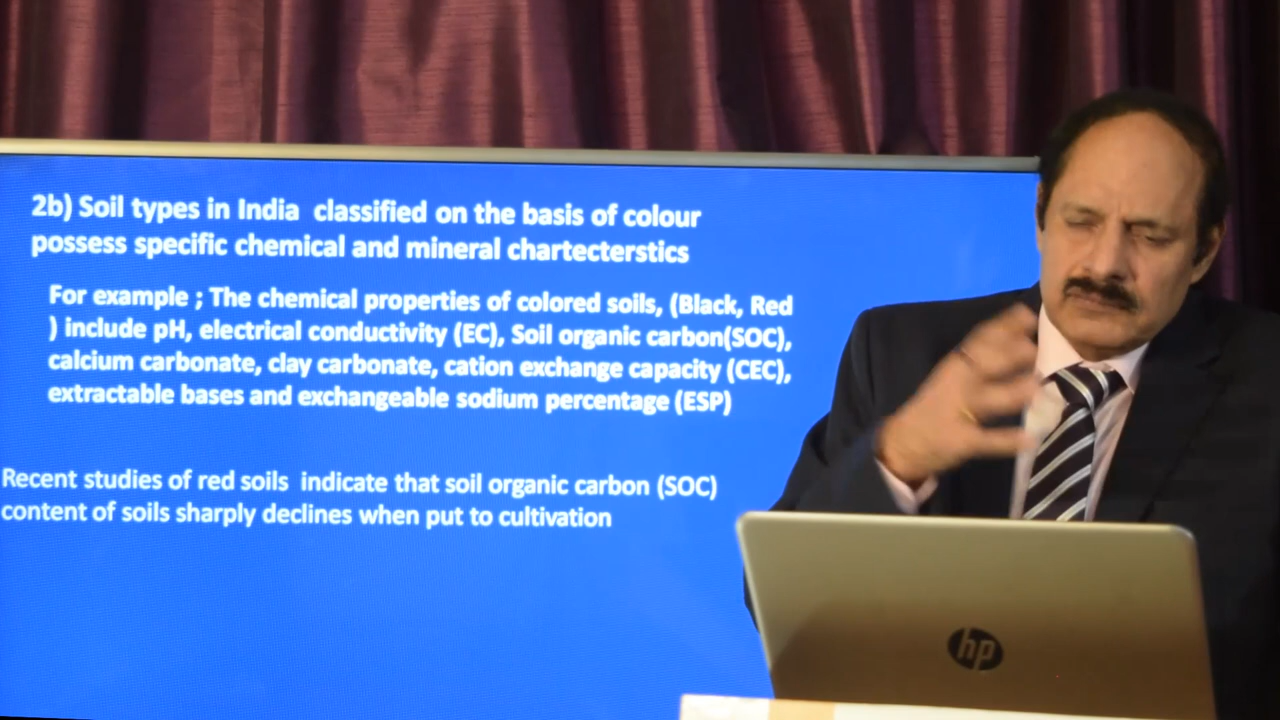 2b) Soil types in India classified on the basis of colour
possess specific chemical and mineral chartecterstics
For example ; The chemical properties of colored soils, (Black, Red
) include pH, electrical conductivity (EC), Soil organic carbon(SOC),
calcium carbonate, clay carbonate, cation exchange capacity (CEC),
extractable bases and exchangeable sodium percentage (ESP)
Recent studies of red soils indicate that soil organic carbon (SOC)
content of soils sharply declines when put to cultivation
hp